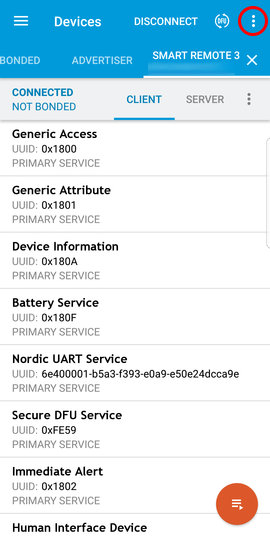 Devices DISCONNECT DFU
BONDED ADVERTISER SMART REMOTE 3
CONNECTED
NOT BONDED CLIENT SERVER
Generic Access
UUID: 0x1800
PRIMARY SERVICE
Generic Attribute
UUID: 0x1801
PRIMARY SERVICE
Device Information
UUID: 0x180A
PRIMARY SERVICE
Battery Service
UUID: 0x180F
PRIMARY SERVICE
Nordic UART Service
UUID: 6e400001-b5a3-f393-e0a9-e50e24dcca9e
PRIMARY SERVICE
Secure DFU Service
UUID: 0xFE59
PRIMARY SERVICE
Immediate Alert
UUID: 0x1802
PRIMARY SERVICE
Human Interface Device